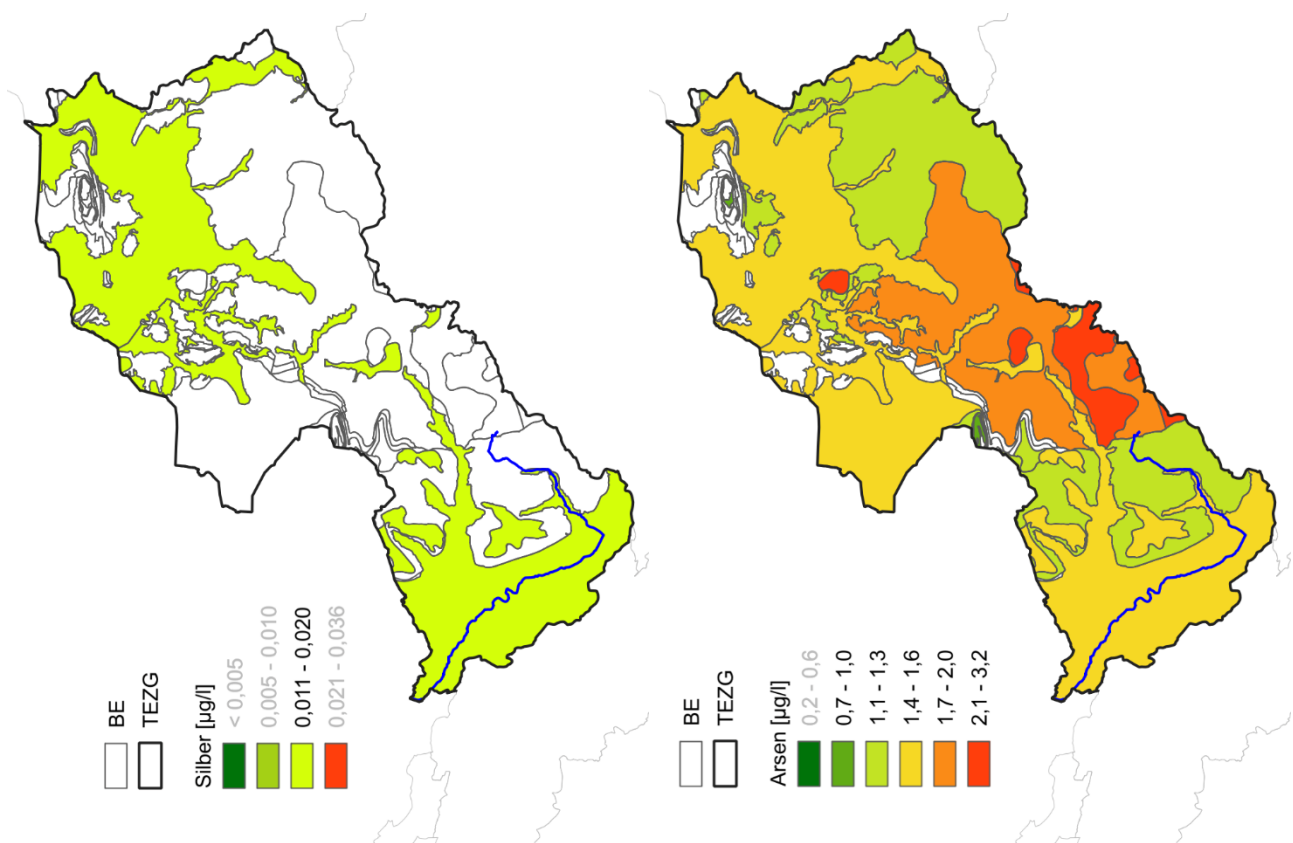 BE
TEZG
Silber [µg/l]
< 0,005
0,005 - 0,010
0,011 - 0,020
0,021 - 0,036
BE
TEZG
Arsen [µg/l]
0,2 - 0,6
0,7 - 1,0
1,1 - 1,3
1,4 - 1,6
1,7 - 2,0
2,1 - 3,2